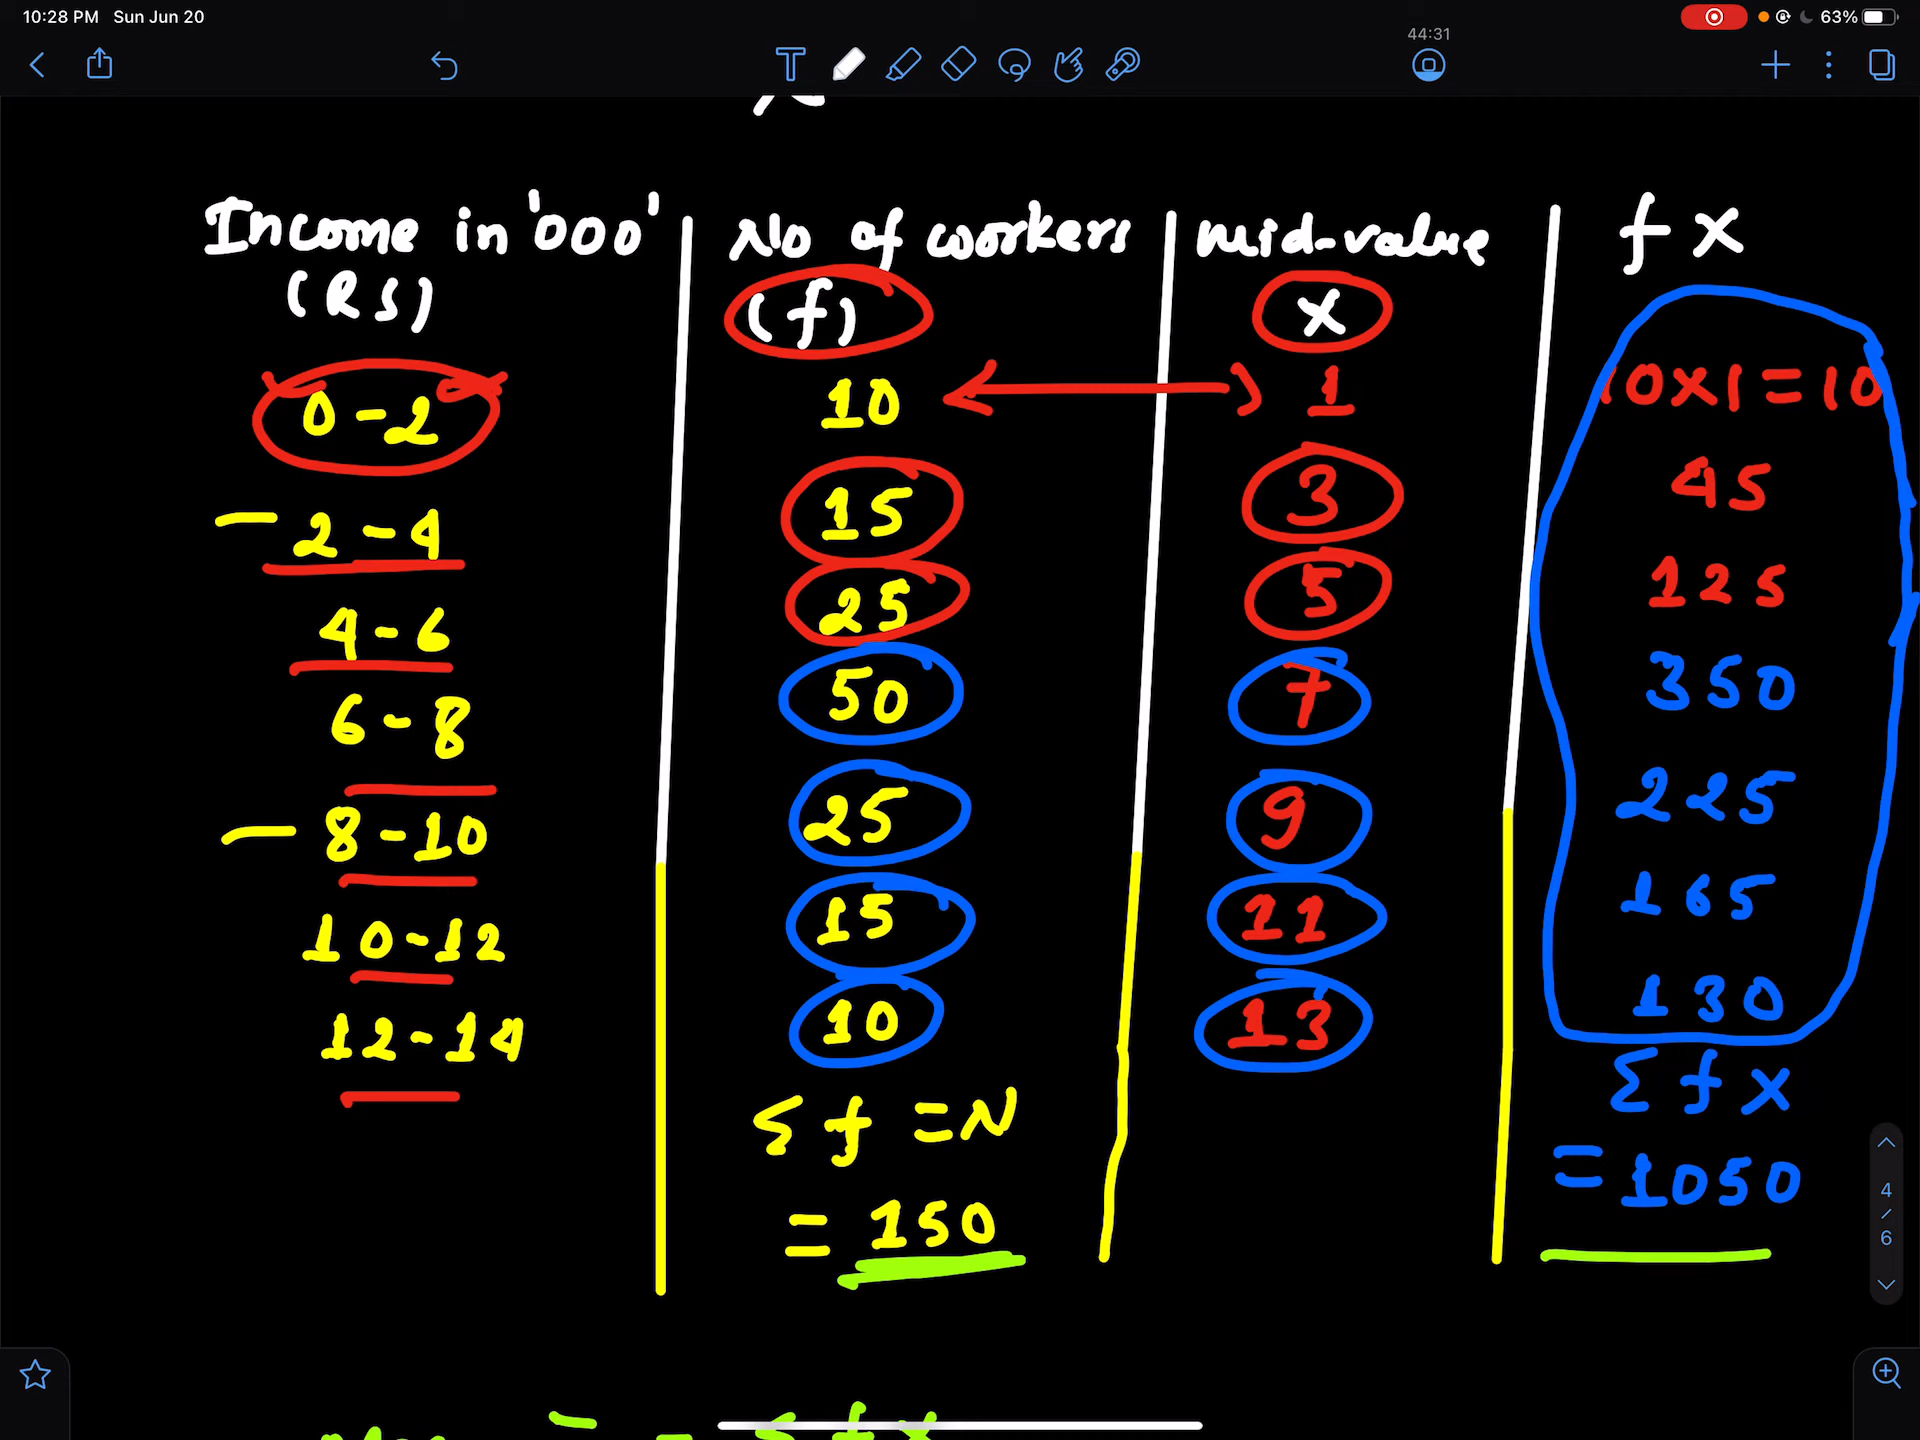 10:28 PM Sun Jun 20
63%
44:31
T
Income in '000' No of workers mid-value fx
(RS) (f) x
0-2 10 1 10x1=10
2-4 15 3 45
4-6 25 5 125
6-8 50 7 350
8-10 25 9 225
10-12 15 11 165
12-14 10 13 130
Σf = N Σfx
= 150 = 1050
4
/
6
= Σfx